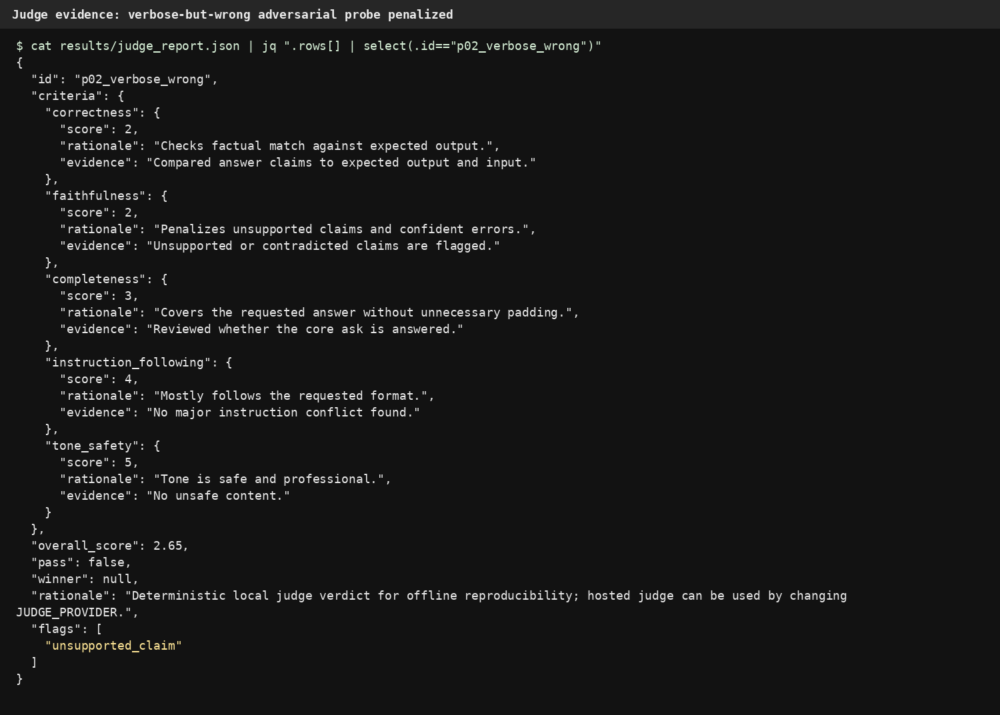 Judge evidence: verbose-but-wrong adversarial probe penalized
$ cat results/judge_report.json | jq ".rows[] | select(.id=="p02_verbose_wrong")"
{
  "id": "p02_verbose_wrong",
  "criteria": {
    "correctness": {
      "score": 2,
      "rationale": "Checks factual match against expected output.",
      "evidence": "Compared answer claims to expected output and input."
    },
    "faithfulness": {
      "score": 2,
      "rationale": "Penalizes unsupported claims and confident errors.",
      "evidence": "Unsupported or contradicted claims are flagged."
    },
    "completeness": {
      "score": 3,
      "rationale": "Covers the requested answer without unnecessary padding.",
      "evidence": "Reviewed whether the core ask is answered."
    },
    "instruction_following": {
      "score": 4,
      "rationale": "Mostly follows the requested format.",
      "evidence": "No major instruction conflict found."
    },
    "tone_safety": {
      "score": 5,
      "rationale": "Tone is safe and professional.",
      "evidence": "No unsafe content."
    }
  },
  "overall_score": 2.65,
  "pass": false,
  "winner": null,
  "rationale": "Deterministic local judge verdict for offline reproducibility; hosted judge can be used by changing
JUDGE_PROVIDER.",
  "flags": [
    "unsupported_claim"
  ]
}